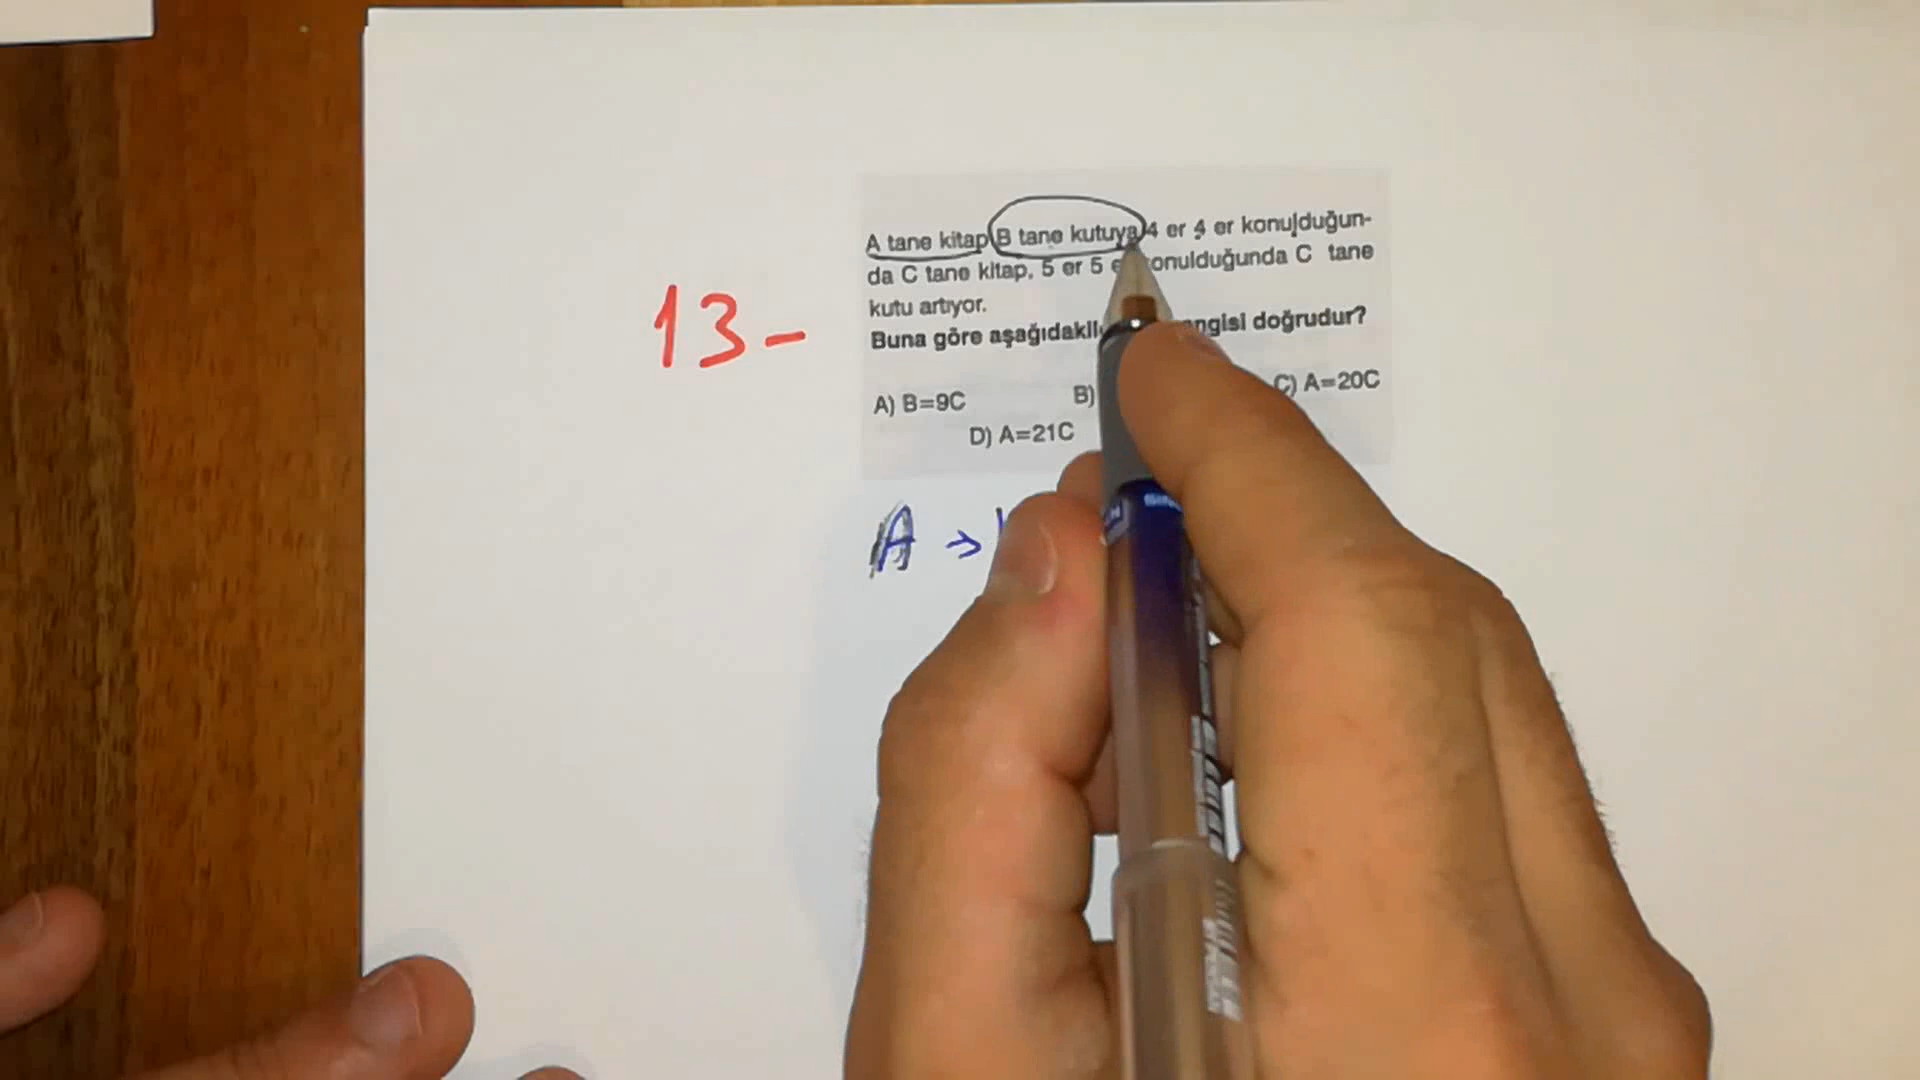 A tane kitap B tane kutuya 4 er 4 er konulduğun-
da C tane kitap, 5 er 5 konulduğunda C tane
kutu artıyor.
13-
Buna göre doğrudur?
A) B=9C B) C) A=20C
D) A=21C
A →